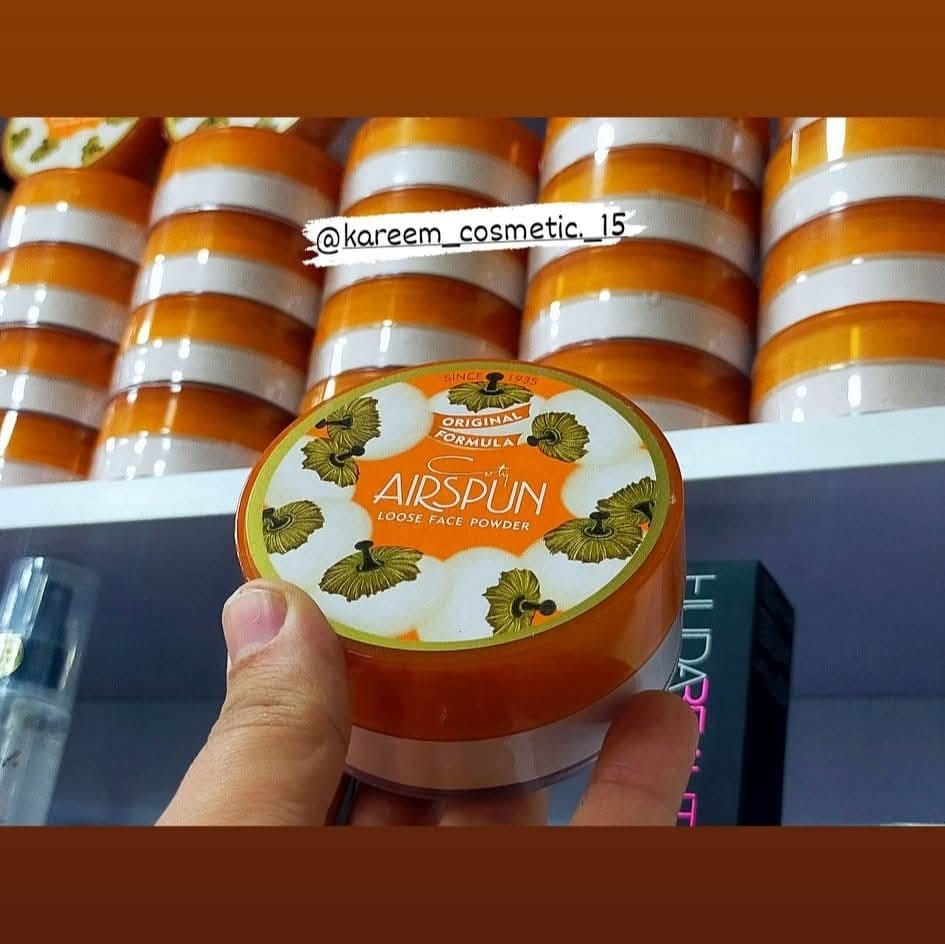 @kareem_cosmetic._15
SINCE 1935
ORIGINAL
FORMULA
Coty
AIRSPUN
LOOSE FACE POWDER